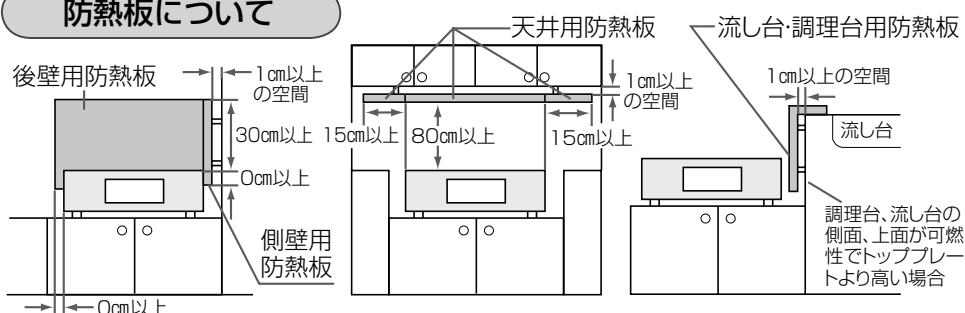 防熱板について
後壁用防熱板
1cm以上
の空間
30cm以上
0cm以上
側壁用
防熱板
0cm以上
天井用防熱板
1cm以上
の空間
15cm以上
80cm以上
15cm以上
流し台・調理台用防熱板
1cm以上の空間
流し台
調理台、流し台の
側面、上面が可燃
性でトッププレー
トより高い場合